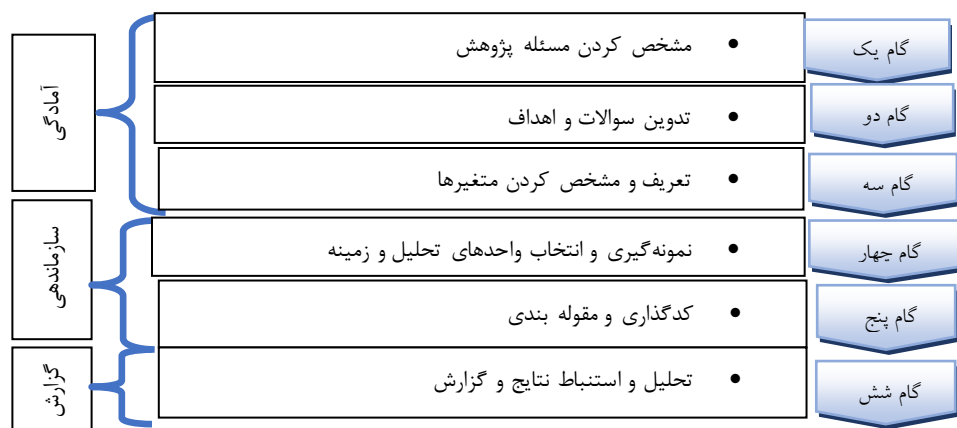 گام یک
• مشخص کردن مسئله پژوهش
گام دو
• تدوین سوالات و اهداف
گام سه
• تعریف و مشخص کردن متغیرها
آمادگی
گام چهار
• نمونه‌گیری و انتخاب واحدهای تحلیل و زمینه
گام پنج
• کدگذاری و مقوله بندی
سازماندهی
گام شش
• تحلیل و استنباط نتایج و گزارش
گزارش